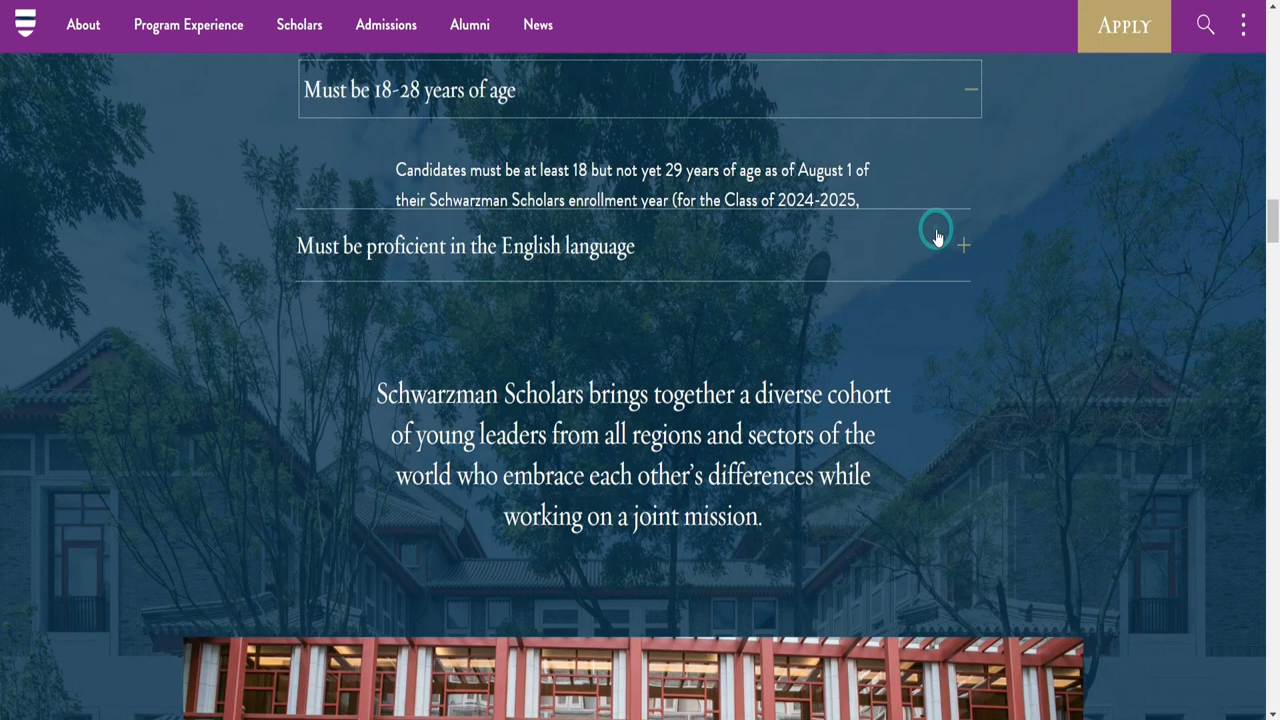 About
Program Experience
Scholars
Admissions
Alumni
News
APPLY
Must be 18-28 years of age
Candidates must be at least 18 but not yet 29 years of age as of August 1 of
their Schwarzman Scholars enrollment year (for the Class of 2024-2025,
Must be proficient in the English language
Schwarzman Scholars brings together a diverse cohort
of young leaders from all regions and sectors of the
world who embrace each other's differences while
working on a joint mission.